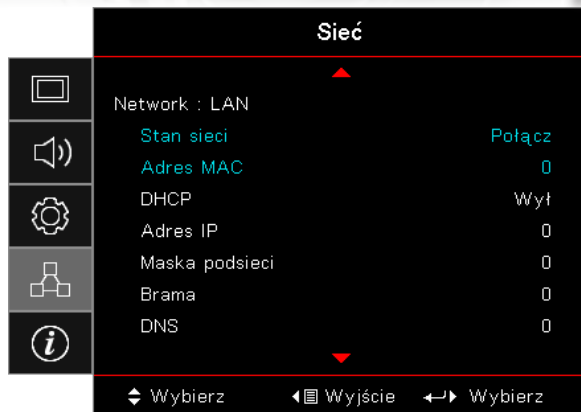 Sieć
Network : LAN
Stan sieci Połącz
Adres MAC 0
DHCP Wył
Adres IP 0
Maska podsieci 0
Brama 0
DNS 0
Wybierz Wyjście Wybierz